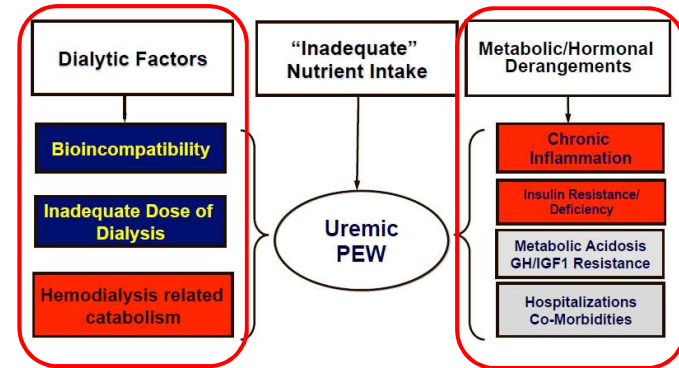 Dialytic Factors
Bioincompatibility
Inadequate Dose of
Dialysis
Hemodialysis related
catabolism
“Inadequate”
Nutrient Intake
Uremic
PEW
Metabolic/Hormonal
Derangements
Chronic
Inflammation
Insulin Resistance/
Deficiency
Metabolic Acidosis
GH/IGF1 Resistance
Hospitalizations
Co-Morbidities